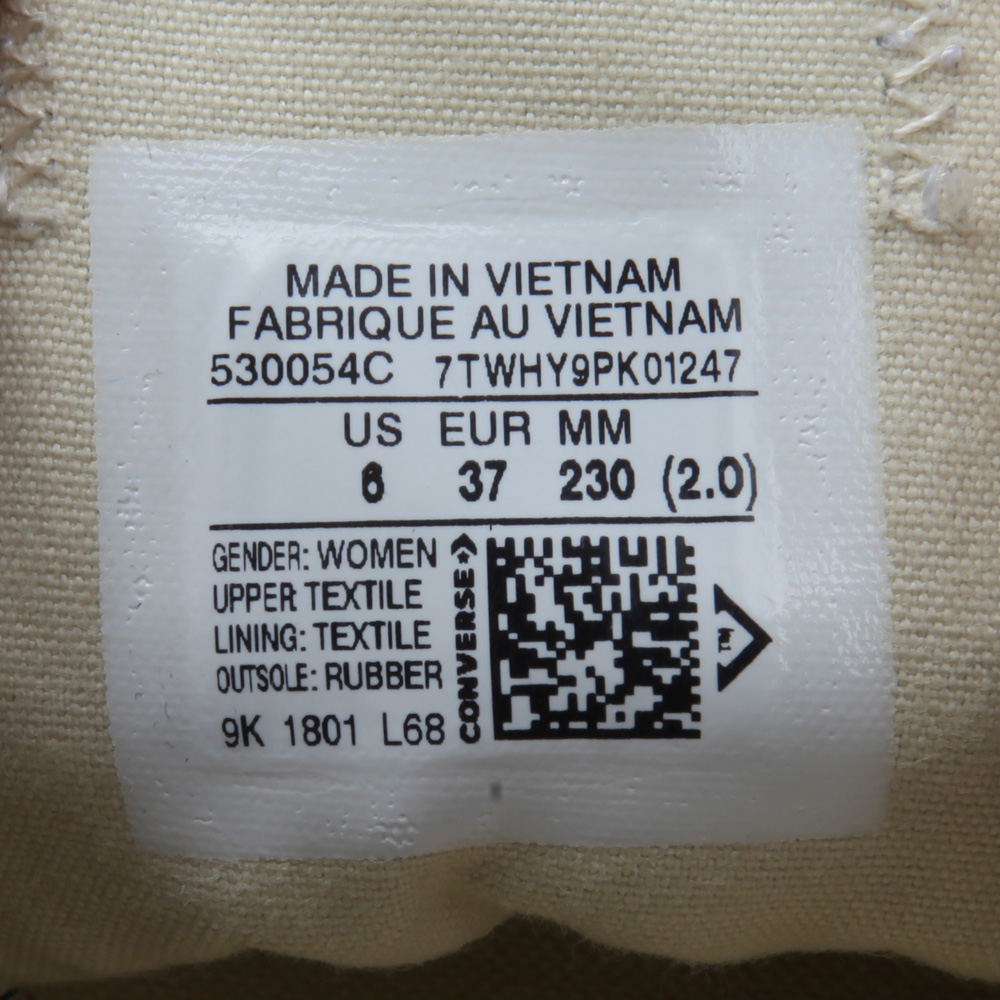 MADE IN VIETNAM
FABRIQUE AU VIETNAM
530054C 7TWHY9PK01247
US EUR MM
6 37 230 (2.0)
GENDER: WOMEN
UPPER TEXTILE
LINING: TEXTILE
OUTSOLE: RUBBER
9K 1801 L68
CONVERSE
TM